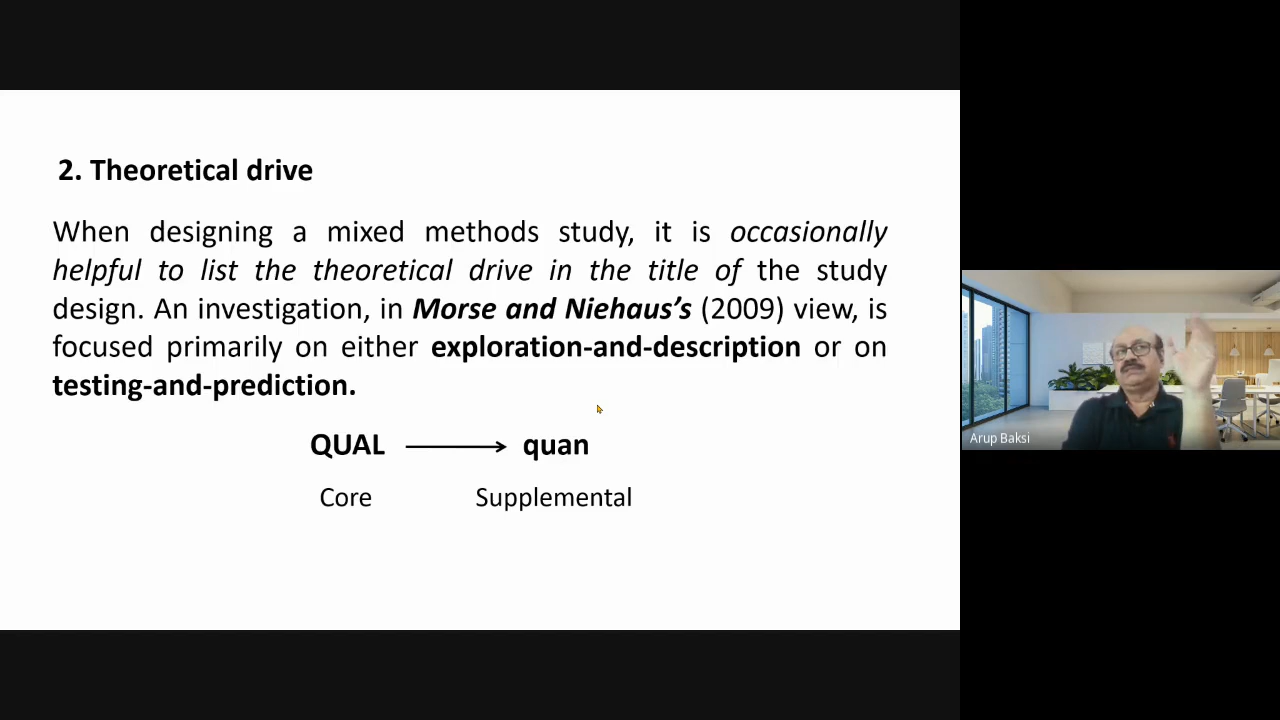 2. Theoretical drive
When designing a mixed methods study, it is occasionally
helpful to list the theoretical drive in the title of the study
design. An investigation, in Morse and Niehaus’s (2009) view, is
focused primarily on either exploration-and-description or on
testing-and-prediction.
QUAL quan
Core Supplemental
Arup Baksi